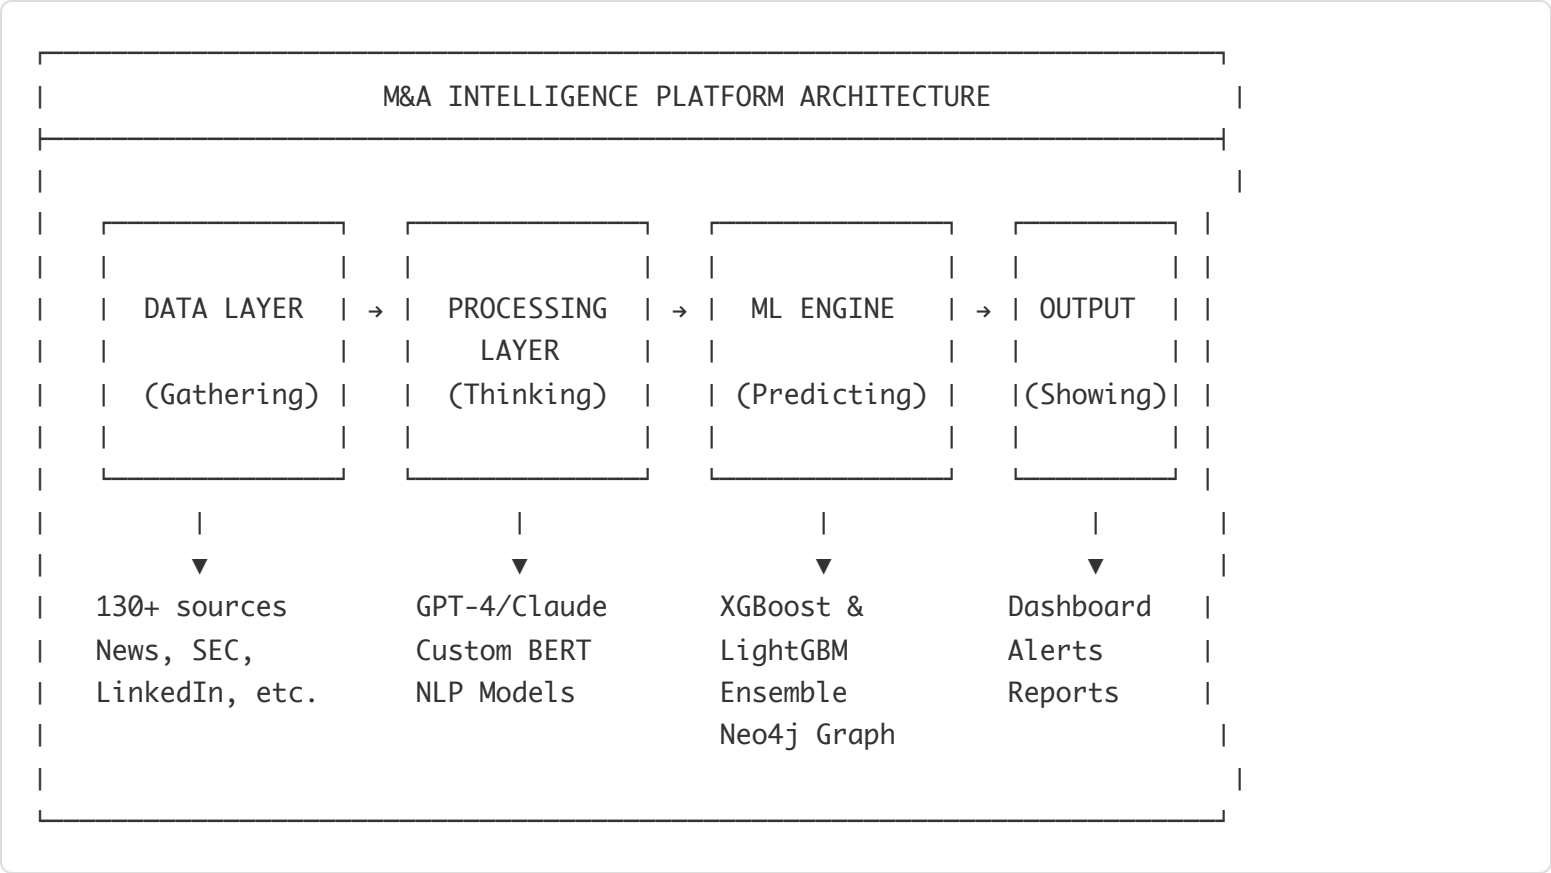 M&A INTELLIGENCE PLATFORM ARCHITECTURE
DATA LAYER → PROCESSING → ML ENGINE → OUTPUT
LAYER
(Gathering) (Thinking) (Predicting) (Showing)
130+ sources GPT-4/Claude XGBoost & Dashboard
News, SEC, Custom BERT LightGBM Alerts
LinkedIn, etc. NLP Models Ensemble Reports
Neo4j Graph